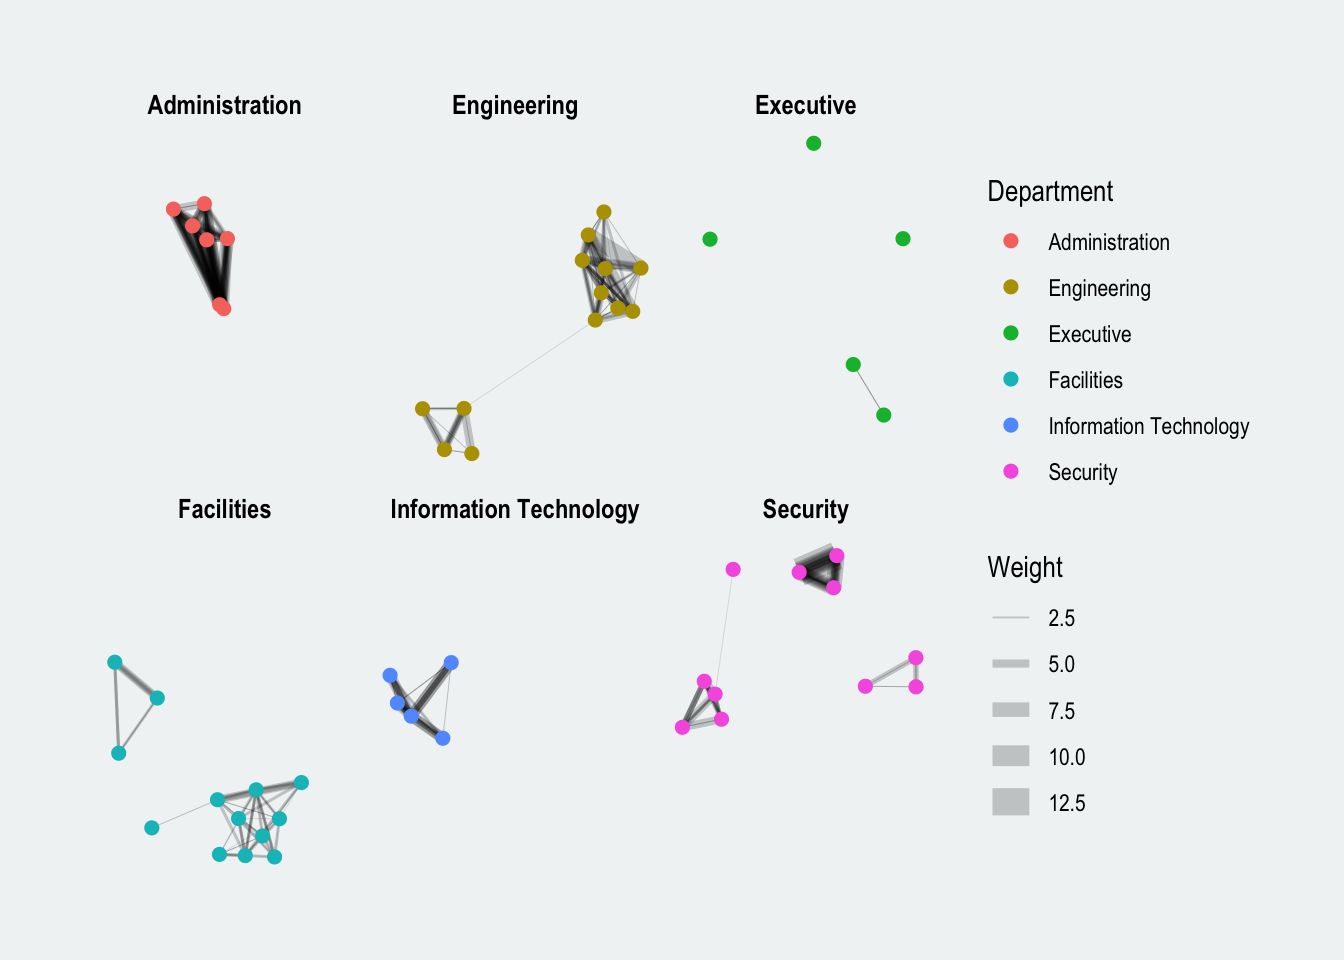 Administration
Engineering
Executive
Facilities
Information Technology
Security
Department
Administration
Engineering
Executive
Facilities
Information Technology
Security
Weight
2.5
5.0
7.5
10.0
12.5